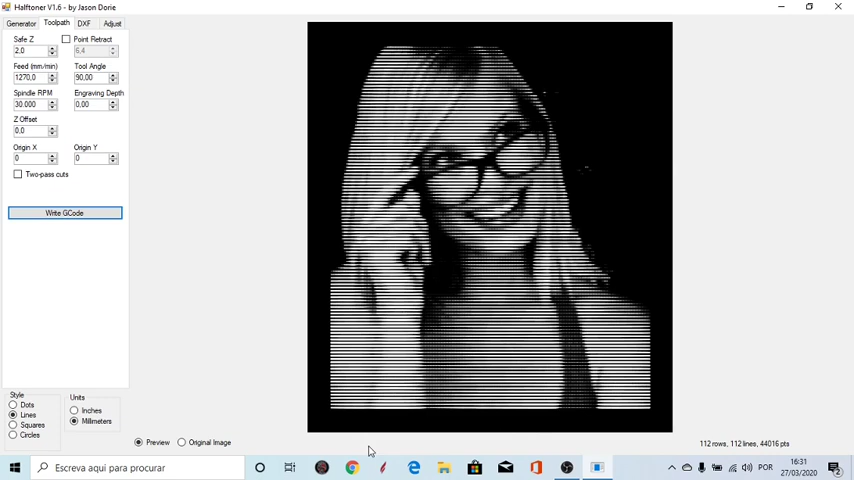 Halftoner V1.6 - by Jason Dorie
Generator Toolpath DXF Adjust
Safe Z Point Retract
2,0 6,4
Feed (mm/min) Tool Angle
1270,0 90,00
Spindle RPM Engraving Depth
30.000 0,00
Z Offset
0,0
Origin X Origin Y
0 0
Two-pass cuts
Write GCode
Style Units
Dots Inches
Lines Millimeters
Squares
Circles
Preview Original Image 112 rows, 112 lines, 44016 pts
Escreva aqui para procurar POR 16:31
27/03/2020 2